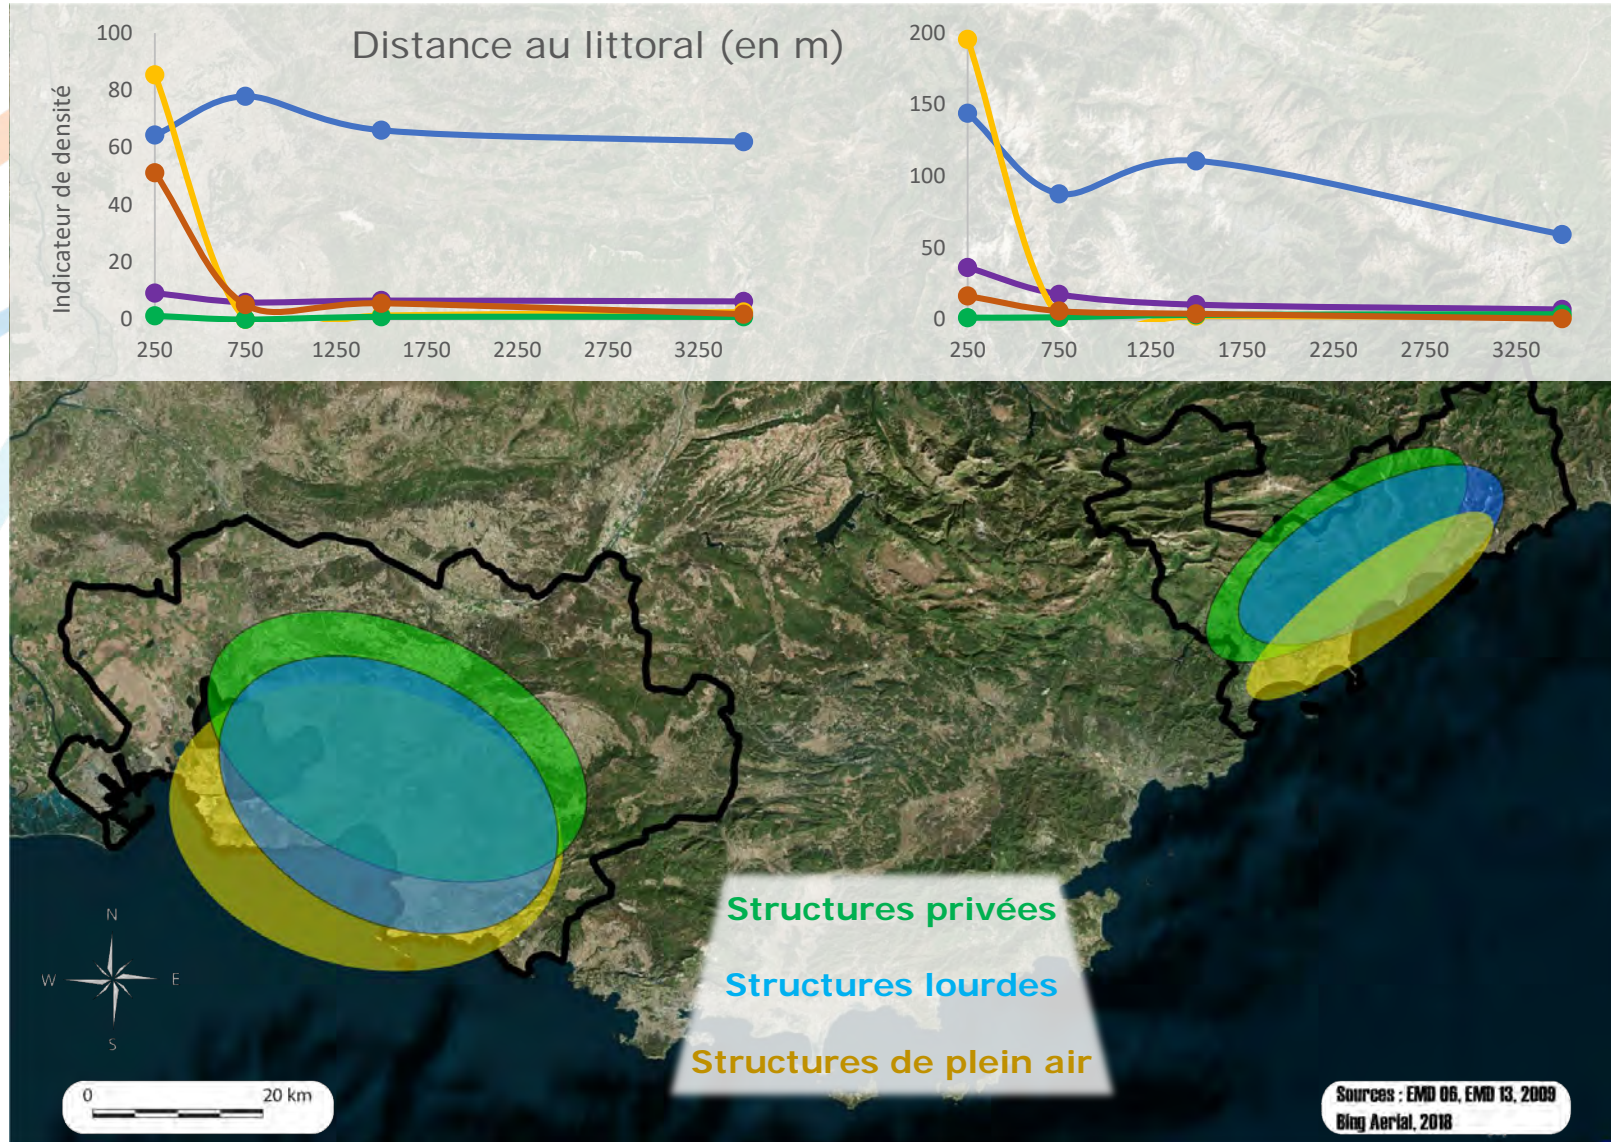 Distance au littoral (en m)
Indicateur de densité
100
80
60
40
20
0
250 750 1250 1750 2250 2750 3250
200
150
100
50
0
250 750 1250 1750 2250 2750 3250
Structures privées
Structures lourdes
Structures de plein air
N
W E
S
0 20 km
Sources : EMD 06, EMD 13, 2009
Bing Aerial, 2018